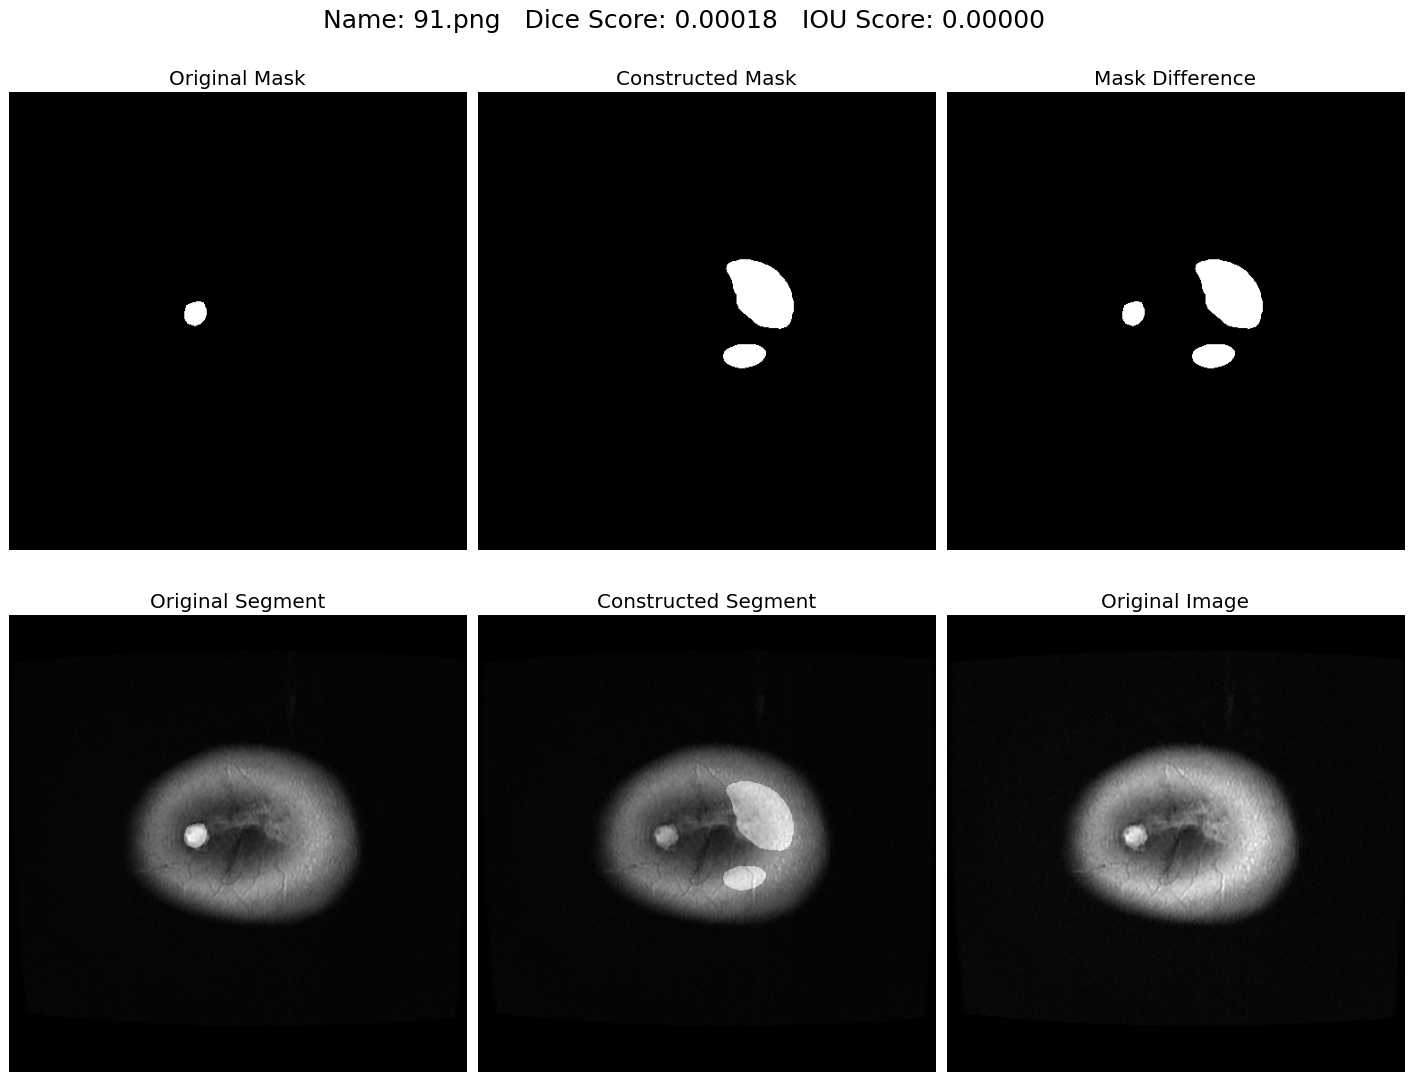 Name: 91.png   Dice Score: 0.00018   IOU Score: 0.00000
Original Mask
Constructed Mask
Mask Difference
Original Segment
Constructed Segment
Original Image